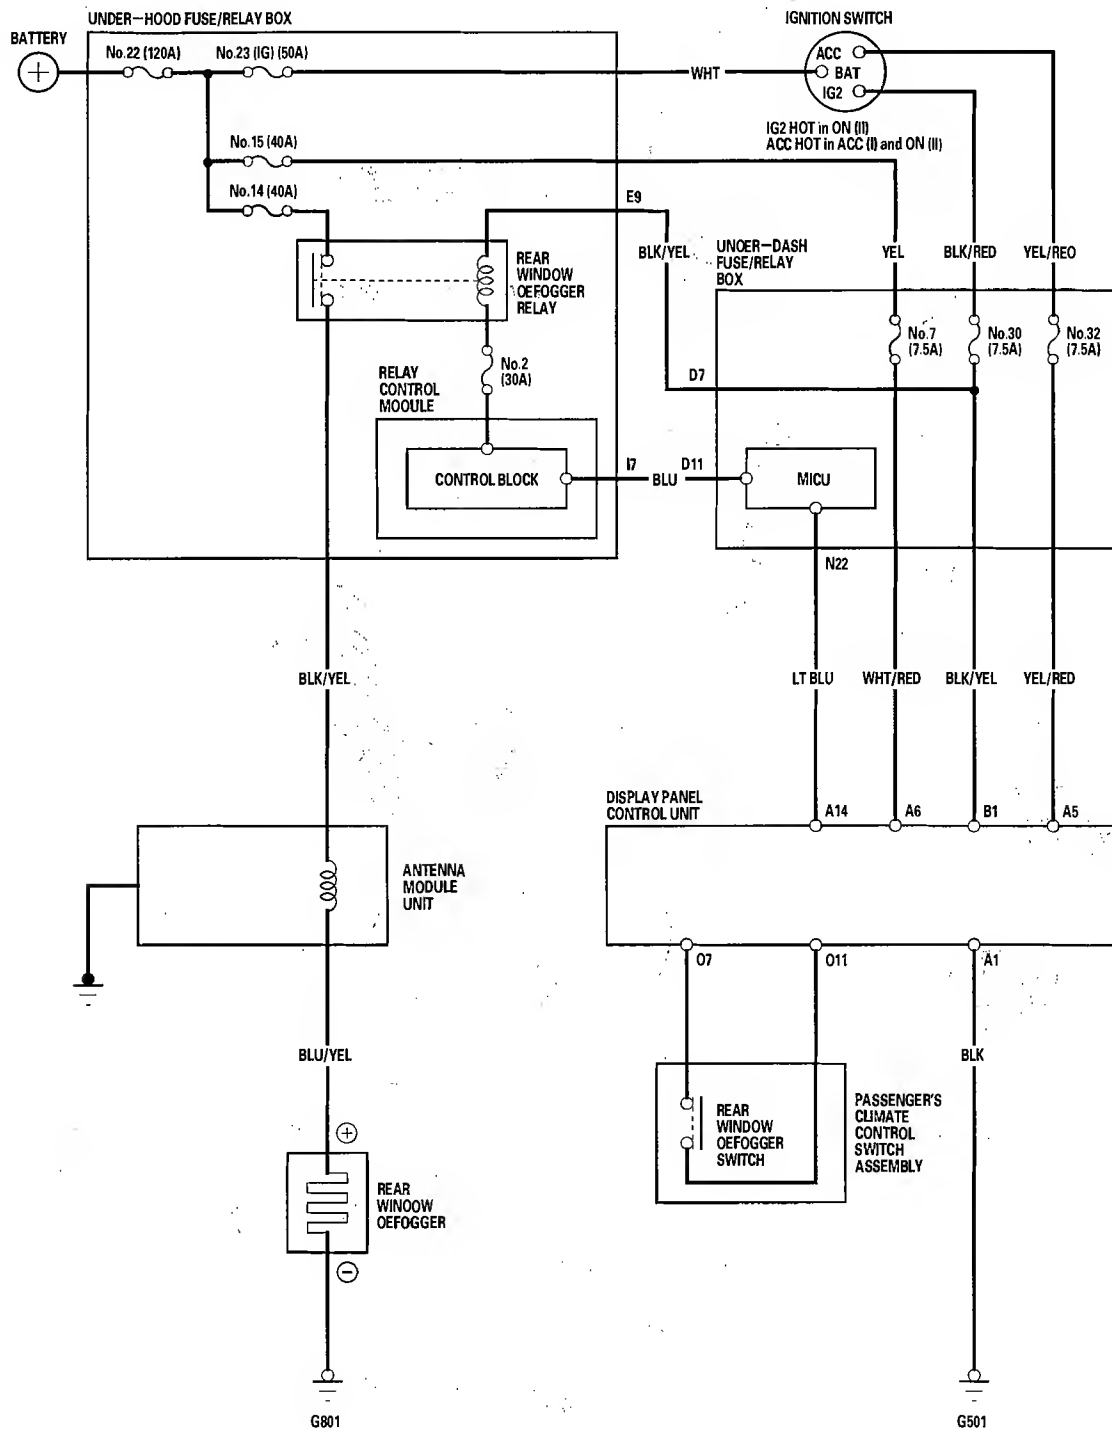 UNDER-HOOD FUSE/RELAY BOX
IGNITION SWITCH
BATTERY
No.22 (120A)
No.23 (IG) (50A)
ACC
WHT
BAT
IG2
IG2 HOT in ON (II)
ACC HOT in ACC (I) and ON (II)
No.15 (40A)
No.14 (40A)
E9
BLK/YEL
UNOER-DASH
FUSE/RELAY
BOX
YEL
BLK/RED
YEL/REO
REAR
WINDOW
OEFOGGER
RELAY
No.7
(7.5A)
No.30
(7.5A)
No.32
(7.5A)
No.2
(30A)
D7
RELAY
CONTROL
MOOULE
CONTROL BLOCK
I7
BLU
D11
MICU
N22
BLK/YEL
LT BLU
WHT/RED
BLK/YEL
YEL/RED
DISPLAY PANEL
CONTROL UNIT
A14
A6
B1
A5
ANTENNA
MODULE
UNIT
O7
O11
A1
BLU/YEL
BLK
REAR
WINDOW
OEFOGGER
SWITCH
PASSENGER'S
CLIMATE
CONTROL
SWITCH
ASSEMBLY
+
REAR
WINOOW
OEFOGGER
−
G801
G501